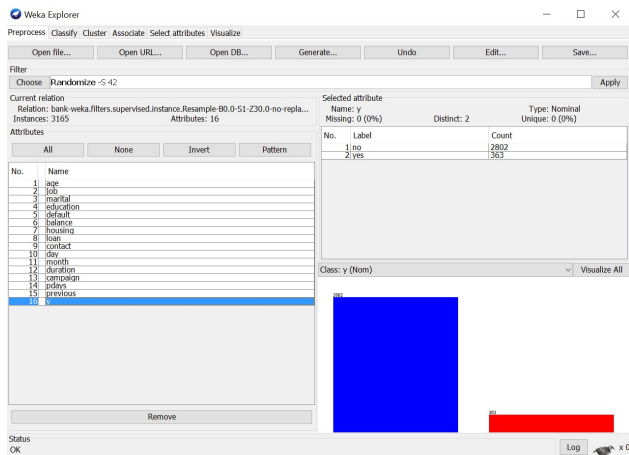 Weka Explorer
Preprocess Classify Cluster Associate Select attributes Visualize
Open file... Open URL... Open DB... Generate... Undo Edit... Save...
Filter
Choose Randomize -S 42 Apply
Current relation
Relation: bank-weka.filters.supervised.instance.Resample-B0.0-S1-Z30.0-no-repla...
Instances: 3165 Attributes: 16
Selected attribute
Name: y Type: Nominal
Missing: 0 (0%) Distinct: 2 Unique: 0 (0%)
No. Label Count
1 no 2802
2 yes 363
Attributes
All None Invert Pattern
No. Name
1 age
2 job
3 marital
4 education
5 default
6 balance
7 housing
8 loan
9 contact
10 day
11 month
12 duration
13 campaign
14 pdays
15 previous
16 y
Remove
Class: y (Nom) Visualize All
2802
Status
OK
Log x 0